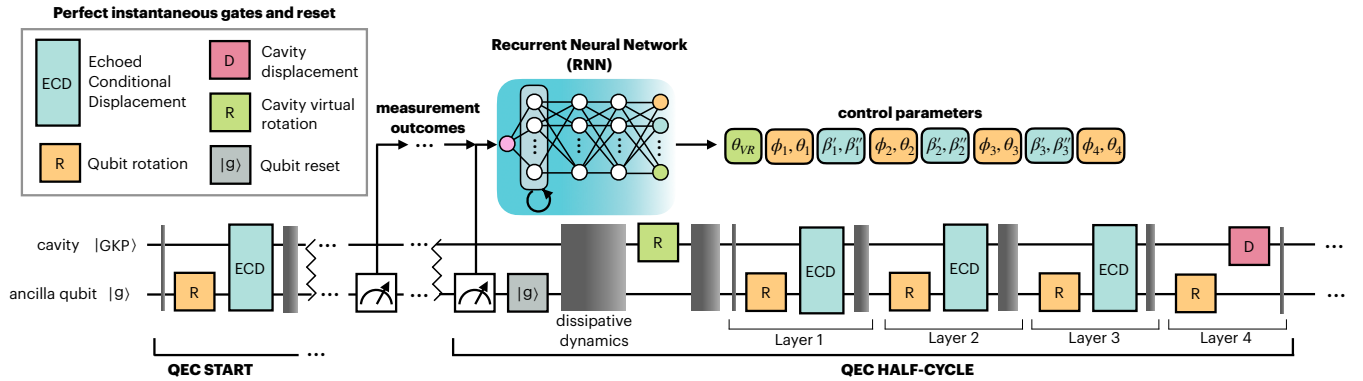 Perfect instantaneous gates and reset
ECD
Echoed
Conditional
Displacement
D
Cavity
displacement
R
Cavity virtual
rotation
R
Qubit rotation
|g⟩
Qubit reset
measurement
outcomes
...
Recurrent Neural Network
(RNN)
control parameters
θVR
ϕ1, θ1
β′1, β″1
ϕ2, θ2
β′2, β″2
ϕ3, θ3
β′3, β″3
ϕ4, θ4
cavity |GKP⟩
ancilla qubit |g⟩
R
ECD
...
...
...
...
|g⟩
dissipative
dynamics
R
R
ECD
Layer 1
R
ECD
Layer 2
R
ECD
Layer 3
R
D
Layer 4
...
...
QEC START
...
QEC HALF-CYCLE